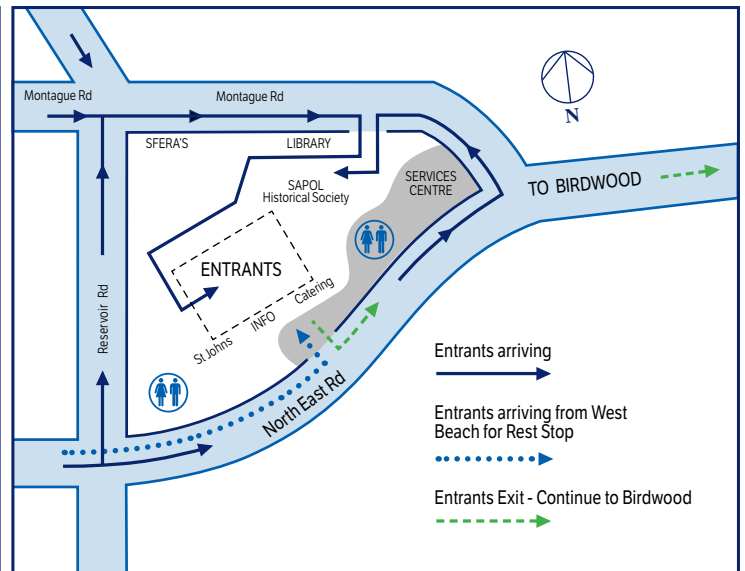 Montague Rd
Montague Rd
N
SFERA'S
LIBRARY
SERVICES
CENTRE
TO BIRDWOOD
SAPOL
Historical Society
ENTRANTS
Catering
INFO
St Johns
Reservoir Rd
North East Rd
Entrants arriving
Entrants arriving from West
Beach for Rest Stop
Entrants Exit - Continue to Birdwood